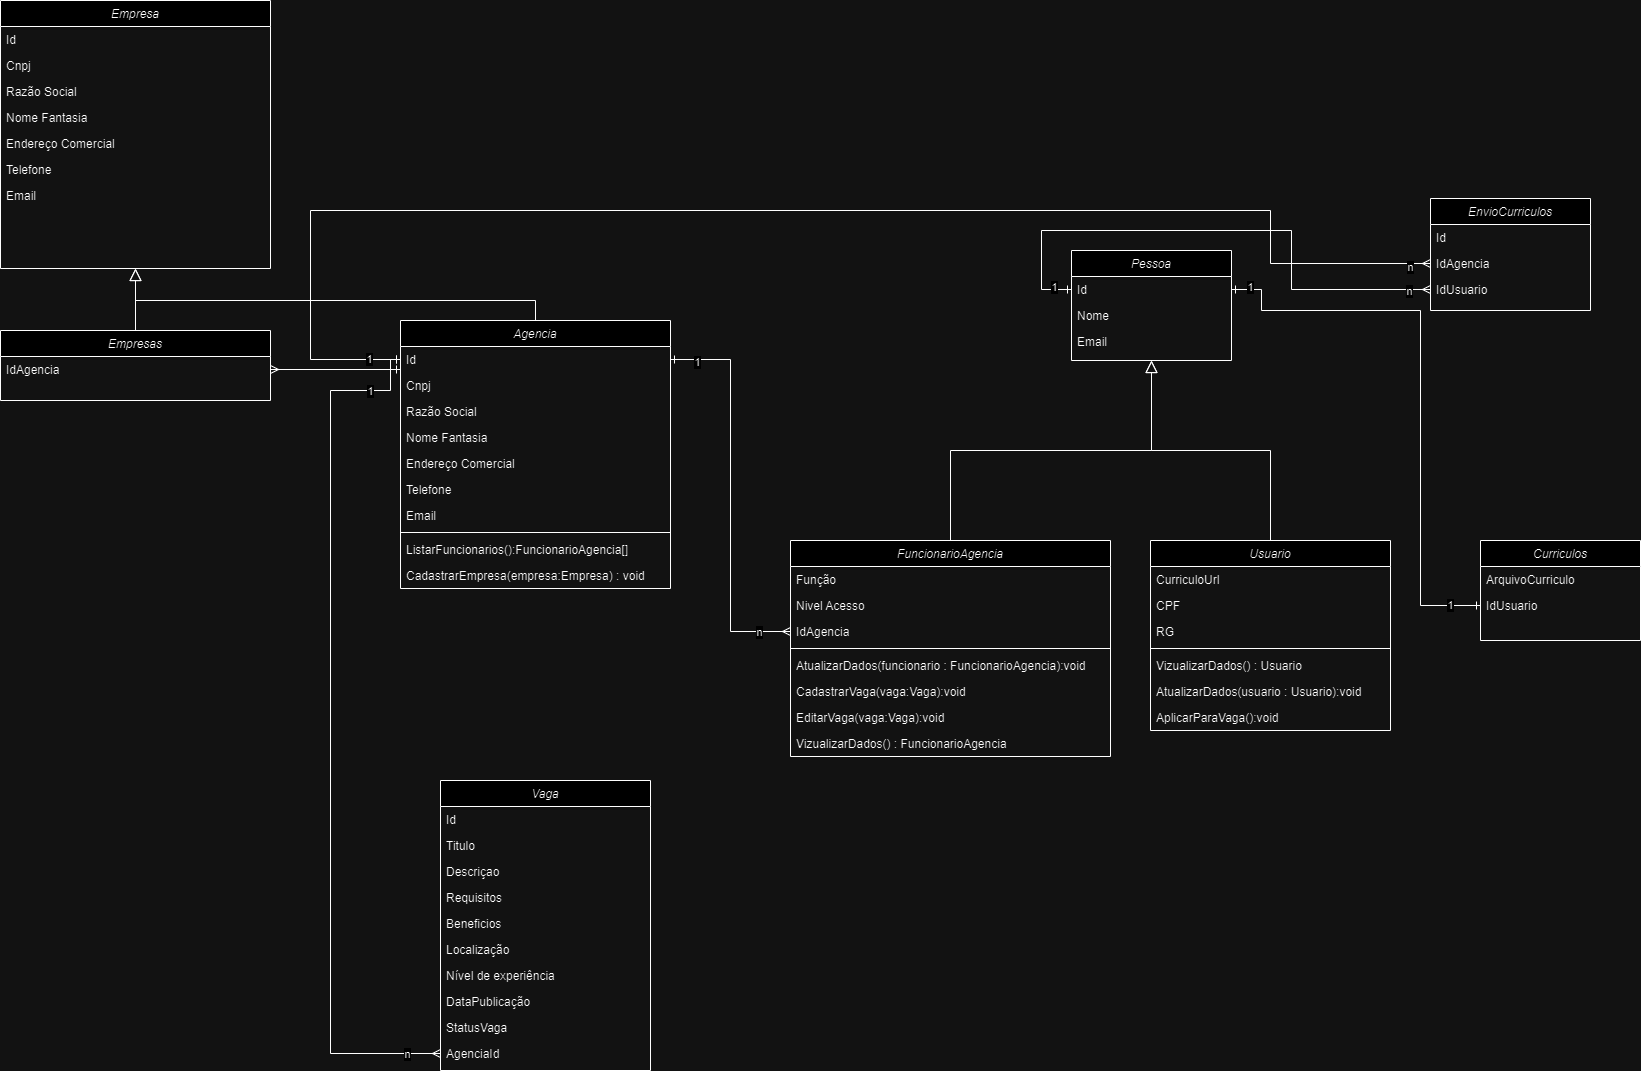 Empresa
Id
Cnpj
Razão Social
Nome Fantasia
Endereço Comercial
Telefone
Email
Empresas
IdAgencia
Agencia
Id
Cnpj
Razão Social
Nome Fantasia
Endereço Comercial
Telefone
Email
ListarFuncionarios():FuncionarioAgencia[]
CadastrarEmpresa(empresa:Empresa) : void
1
1
1
n
Pessoa
Id
Nome
Email
1
1
EnvioCurriculos
Id
IdAgencia
IdUsuario
n
n
FuncionarioAgencia
Função
Nivel Acesso
IdAgencia
AtualizarDados(funcionario : FuncionarioAgencia):void
CadastrarVaga(vaga:Vaga):void
EditarVaga(vaga:Vaga):void
VizualizarDados() : FuncionarioAgencia
Usuario
CurriculoUrl
CPF
RG
VizualizarDados() : Usuario
AtualizarDados(usuario : Usuario):void
AplicarParaVaga():void
Curriculos
ArquivoCurriculo
IdUsuario
1
Vaga
Id
Titulo
Descriçao
Requisitos
Beneficios
Localização
Nível de experiência
DataPublicação
StatusVaga
AgenciaId
n